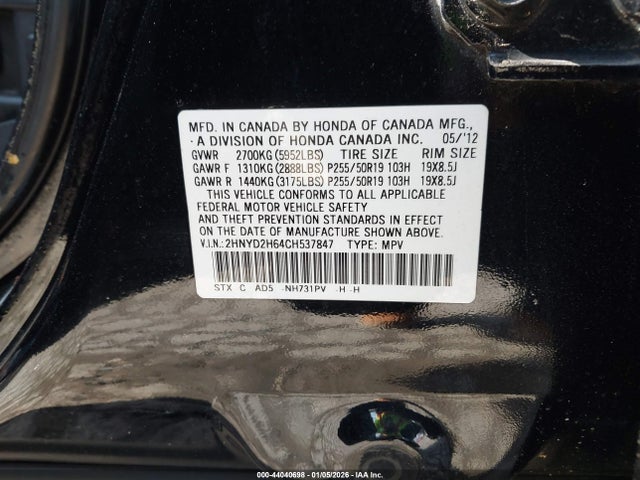 MFD. IN CANADA BY HONDA OF CANADA MFG.,
A DIVISION OF HONDA CANADA INC. 05/'12
GVWR 2700KG(5952LBS) TIRE SIZE RIM SIZE
GAWR F 1310KG(2888LBS) P255/50R19 103H 19X8.5J
GAWR R 1440KG(3175LBS) P255/50R19 103H 19X8.5J
THIS VEHICLE CONFORMS TO ALL APPLICABLE
FEDERAL MOTOR VEHICLE SAFETY
AND THEFT PREVENTION STANDARDS IN EFFECT ON
THE DATE OF MANUFACTURE SHOWN ABOVE.
V.I.N.:2HNYD2H64CH537847 TYPE: MPV
STX C AD5 -NH731PV -H -H
000-44040698 - 01/05/2026 - IAA Inc.